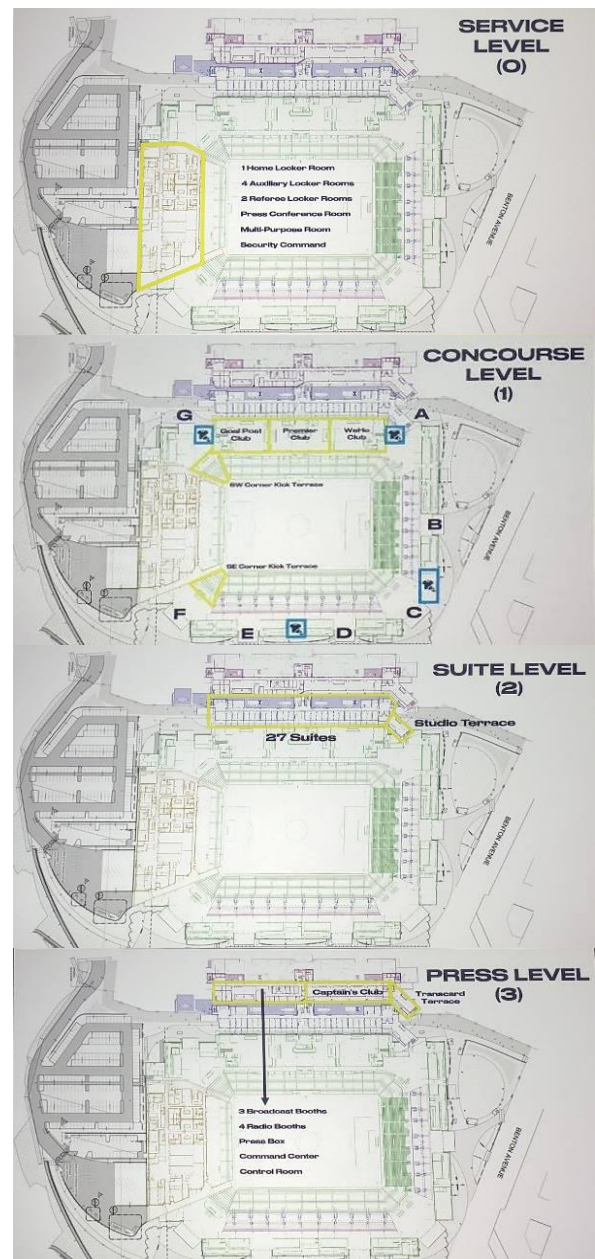 SERVICE
LEVEL
(0)
1 Home Locker Room
4 Auxiliary Locker Rooms
2 Referee Locker Rooms
Press Conference Room
Multi-Purpose Room
Security Command
BENTON AVENUE
CONCOURSE
LEVEL
(1)
G
A
Goal Post
Club
Premier
Club
WeHo
Club
SW Corner Kick Terrace
B
BENTON AVENUE
SE Corner Kick Terrace
F
E
D
C
SUITE LEVEL
(2)
Studio Terrace
27 Suites
BENTON AVENUE
PRESS LEVEL
(3)
Captain's Club
Transcard
Terrace
3 Broadcast Booths
4 Radio Booths
Press Box
Command Center
Control Room
BENTON AVENUE